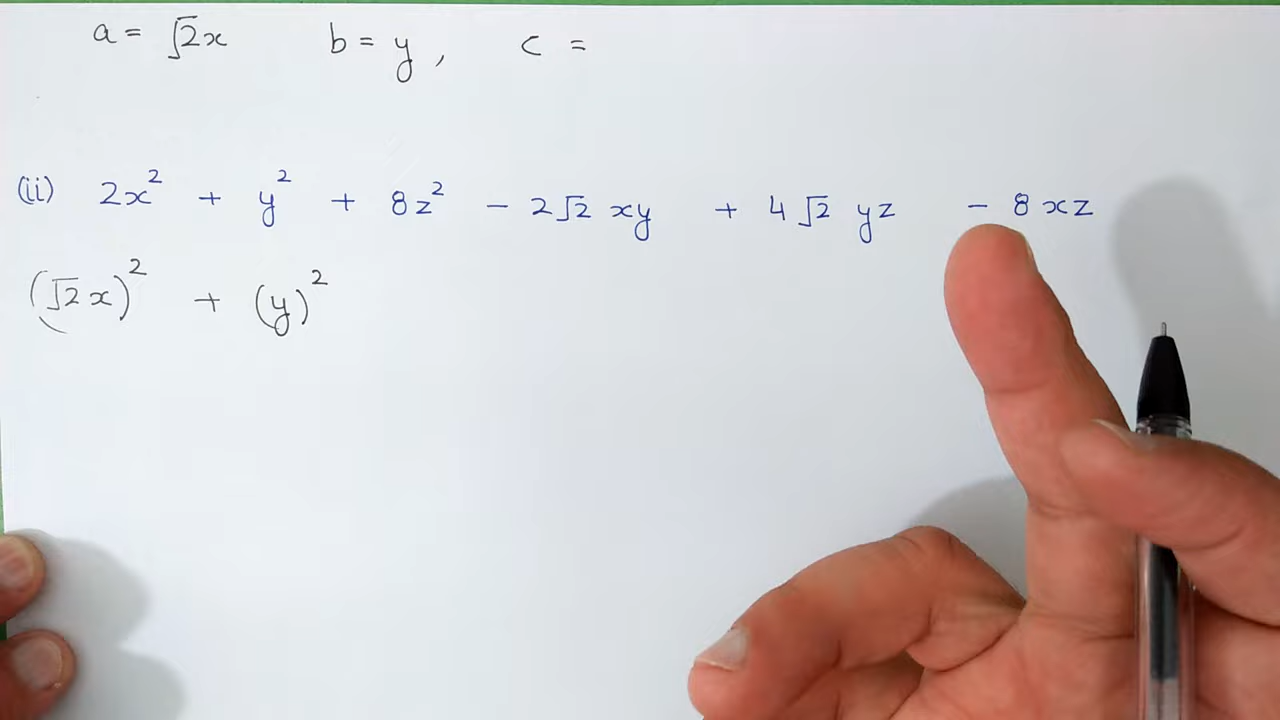 a = √2x b = y , c =
(ii) 2x² + y² + 8z² - 2√2 xy + 4√2 yz - 8xz
(√2x)² + (y)²